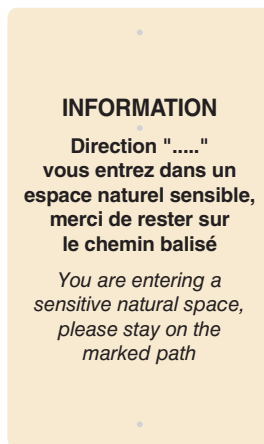 INFORMATION
Direction "....."
vous entrez dans un
espace naturel sensible,
merci de rester sur
le chemin balisé
You are entering a
sensitive natural space,
please stay on the
marked path